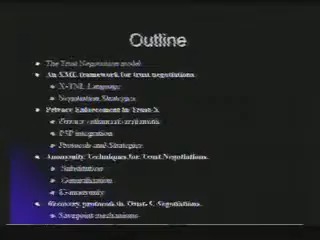 Outline
The Trust Negotiation model
An XML framework for trust negotiations
X-TNL Language
Negotiation Strategies
Privacy Enforcement in Trust-X
Privacy
P3P integration
Protocols and Strategies
Anonymity Techniques for Trust Negotiations
Substitution
Generalization
K-anonymity
Recovery protocols in Trust-X Negotiations
Savepoint mechanisms